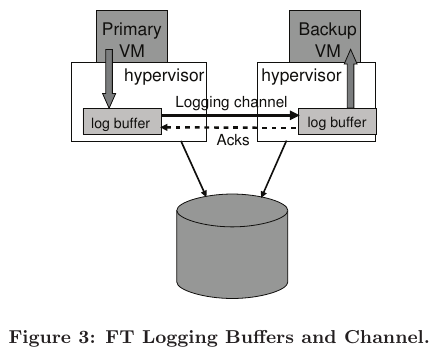 Primary
VM
Backup
VM
hypervisor
hypervisor
Logging channel
log buffer
log buffer
Acks
Figure 3: FT Logging Buffers and Channel.